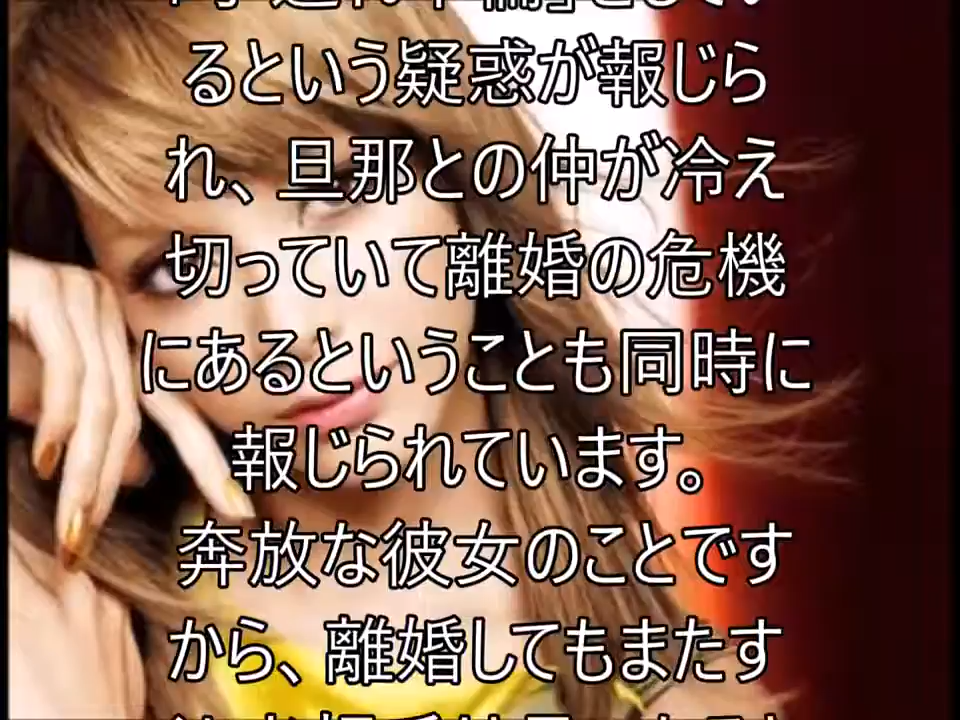 るという疑惑が報じら
れ、旦那との仲が冷え
切っていて離婚の危機
にあるということも同時に
報じられています。
奔放な彼女のことです
から、離婚してもまたす